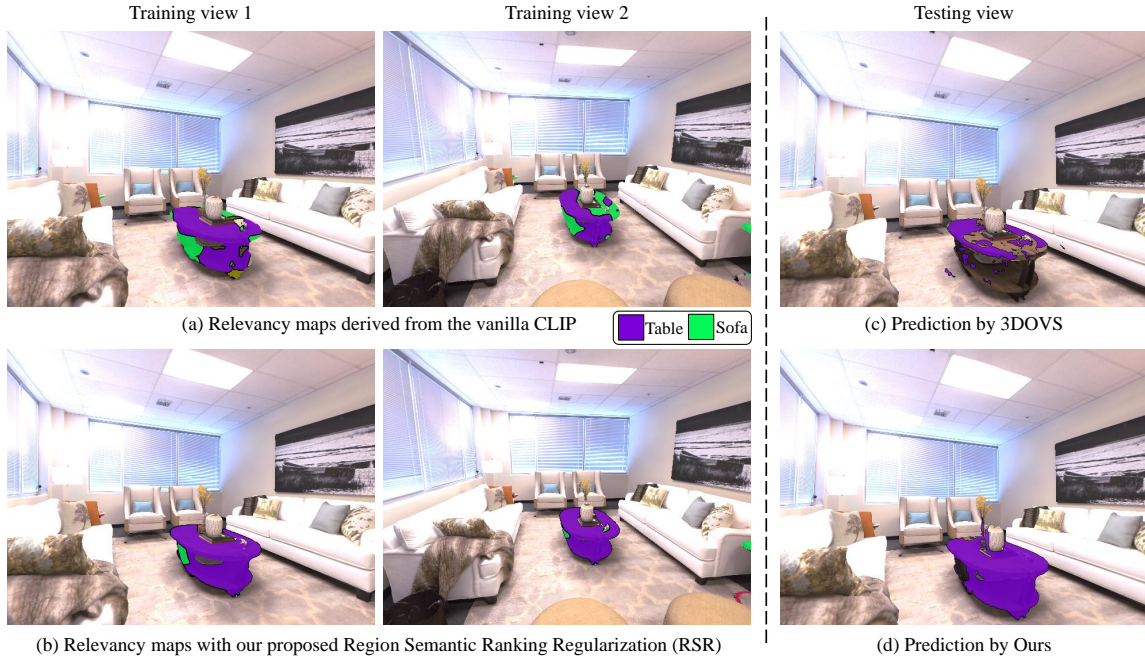 Training view 1
Training view 2
Testing view
(a) Relevancy maps derived from the vanilla CLIP
Table
Sofa
(c) Prediction by 3DOVS
(b) Relevancy maps with our proposed Region Semantic Ranking Regularization (RSR)
(d) Prediction by Ours